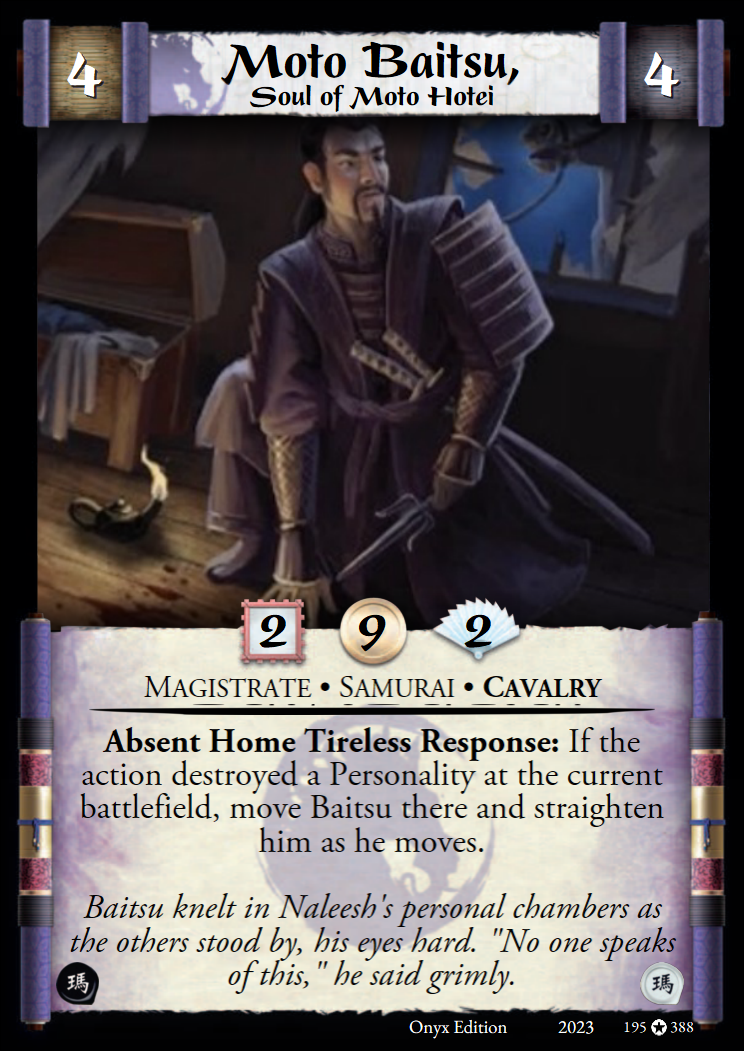 4
Moto Baitsu,
Soul of Moto Hotei
4
2
9
2
Magistrate • Samurai • Cavalry
Absent Home Tireless Response: If the
action destroyed a Personality at the current
battlefield, move Baitsu there and straighten
him as he moves.
Baitsu knelt in Naleesh's personal chambers as
the others stood by, his eyes hard. "No one speaks
of this," he said grimly.
瑪
瑪
Onyx Edition 2023 195 ✪ 388